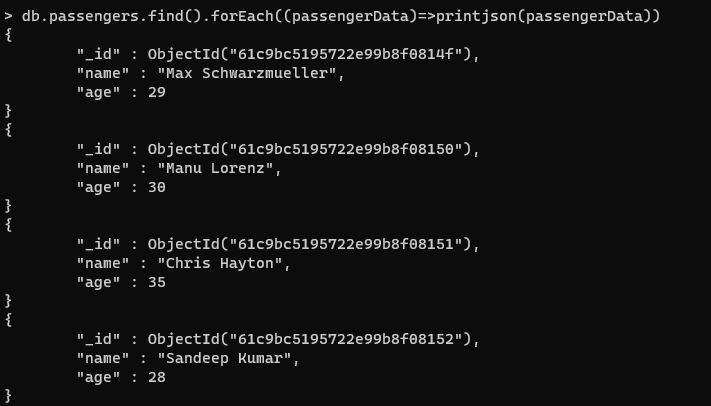 > db.passengers.find().forEach((passengerData)=>printjson(passengerData))
{
        "_id" : ObjectId("61c9bc5195722e99b8f0814f"),
        "name" : "Max Schwarzmueller",
        "age" : 29
}
{
        "_id" : ObjectId("61c9bc5195722e99b8f08150"),
        "name" : "Manu Lorenz",
        "age" : 30
}
{
        "_id" : ObjectId("61c9bc5195722e99b8f08151"),
        "name" : "Chris Hayton",
        "age" : 35
}
{
        "_id" : ObjectId("61c9bc5195722e99b8f08152"),
        "name" : "Sandeep Kumar",
        "age" : 28
}